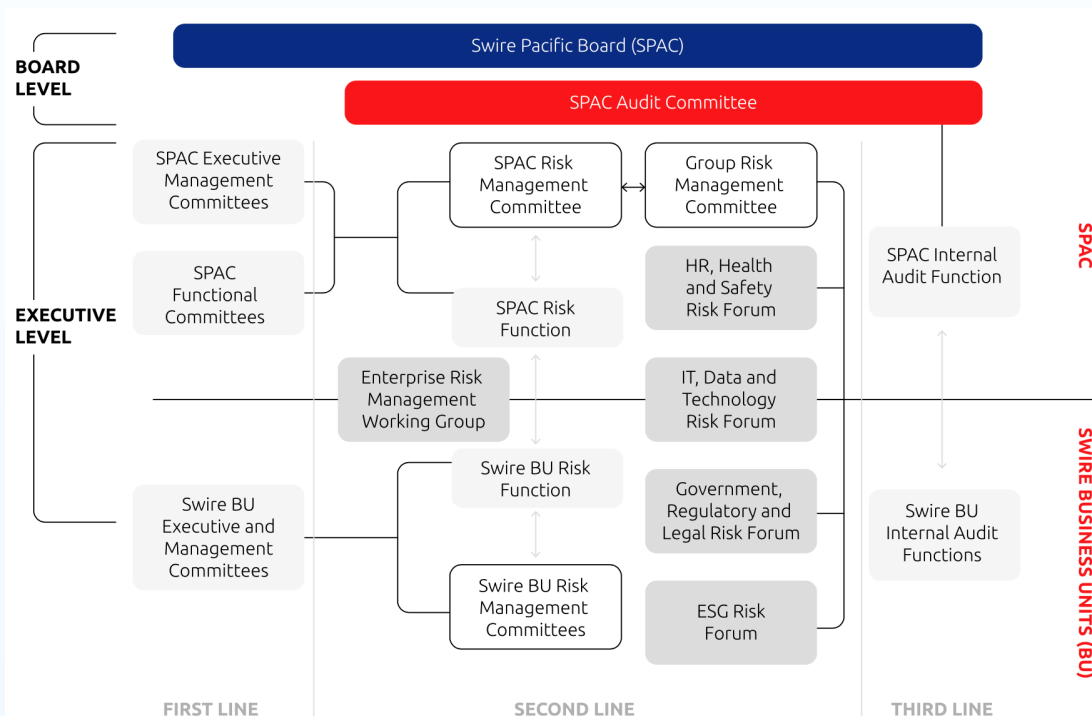 Swire Pacific Board (SPAC)
BOARD
LEVEL
SPAC Audit Committee
SPAC Executive
Management
Committees
SPAC Risk
Management
Committee
Group Risk
Management
Committee
SPAC
SPAC Internal
Audit Function
SPAC
Functional
Committees
HR, Health
and Safety
Risk Forum
SPAC Risk
Function
EXECUTIVE
LEVEL
Enterprise Risk
Management
Working Group
IT, Data and
Technology
Risk Forum
SWIRE BUSINESS UNITS (BU)
Swire BU Risk
Function
Swire BU
Executive and
Management
Committees
Government,
Regulatory and
Legal Risk Forum
Swire BU
Internal Audit
Functions
Swire BU Risk
Management
Committees
ESG Risk
Forum
FIRST LINE
SECOND LINE
THIRD LINE